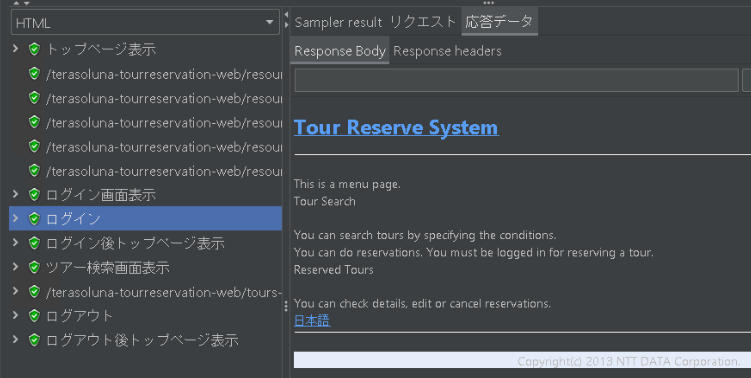 HTML
トップページ表示
/terasoluna-tourreservation-web/resour
/terasoluna-tourreservation-web/resour
/terasoluna-tourreservation-web/resour
/terasoluna-tourreservation-web/resour
/terasoluna-tourreservation-web/resour
ログイン画面表示
ログイン
ログイン後トップページ表示
ツアー検索画面表示
/terasoluna-tourreservation-web/tours-
ログアウト
ログアウト後トップページ表示
Sampler result リクエスト 応答データ
Response Body Response headers
Tour Reserve System
This is a menu page.
Tour Search
You can search tours by specifying the conditions.
You can do reservations. You must be logged in for reserving a tour.
Reserved Tours
You can check details, edit or cancel reservations.
日本語
Copyright(c) 2013 NTT DATA Corporation.